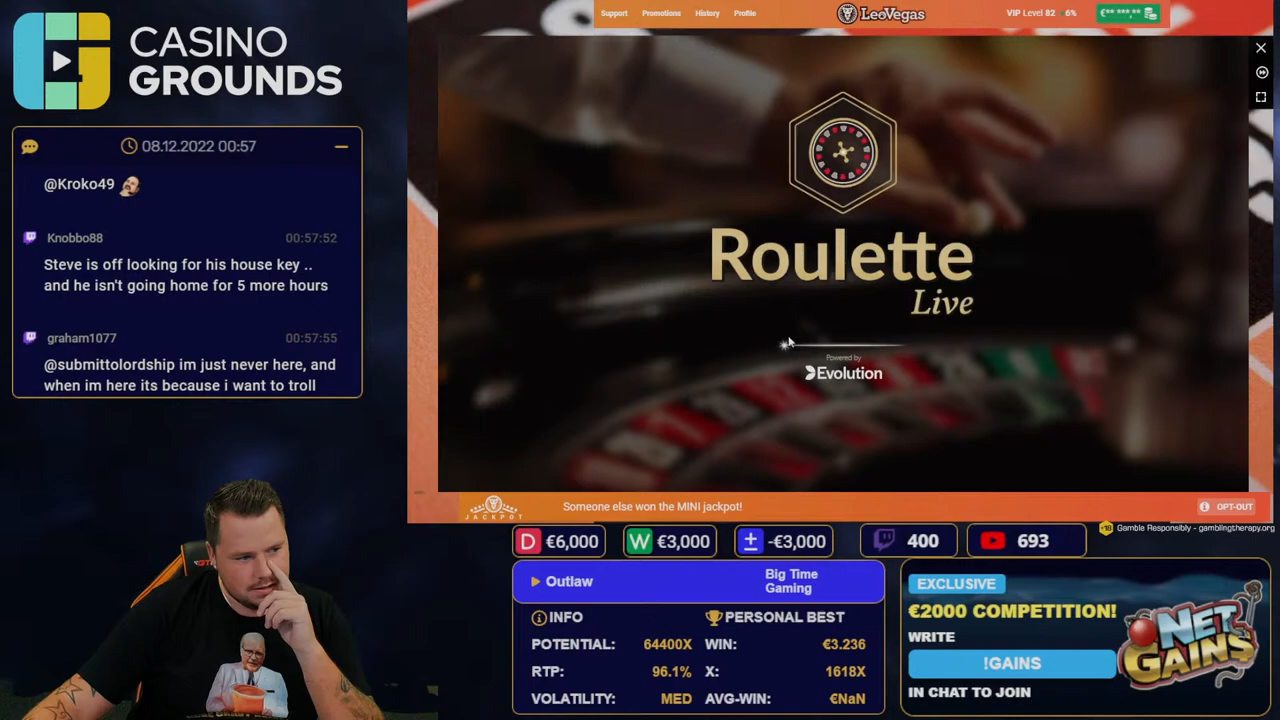 CASINO
GROUNDS
08.12.2022 00:57
@Kroko49
Knobbo88 00:57:52
Steve is off looking for his house key ..
and he isn't going home for 5 more hours
graham1077 00:57:55
@submittolordship im just never here, and
when im here its because i want to troll
Support Promotions History Profile
LeoVegas
VIP Level 82 6%
€** ***,**
Roulette
Live
Powered by
Evolution
JACKPOT
Someone else won the MINI jackpot!
OPT-OUT
D €6,000 W €3,000 ± -€3,000 400 693
+18 Gamble Responsibly - gamblingtherapy.org
Outlaw
Big Time
Gaming
INFO
POTENTIAL: 64400X
RTP: 96.1%
VOLATILITY: MED
PERSONAL BEST
WIN: €3.236
X: 1618X
AVG-WIN: €NaN
EXCLUSIVE
€2000 COMPETITION!
WRITE
!GAINS
IN CHAT TO JOIN
NET
GAINS